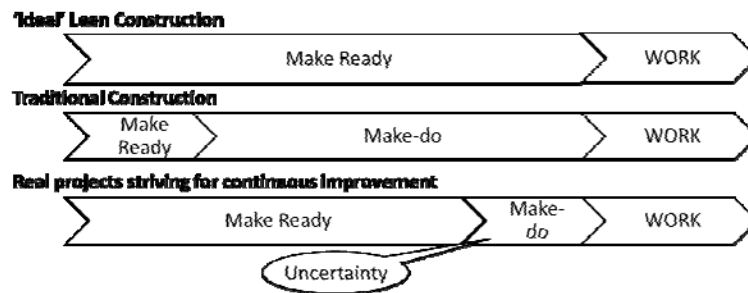 'Ideal' Lean Construction
Make Ready
WORK
Traditional Construction
Make
Ready
Make-do
WORK
Real projects striving for continuous improvement
Make Ready
Make-
do
WORK
Uncertainty